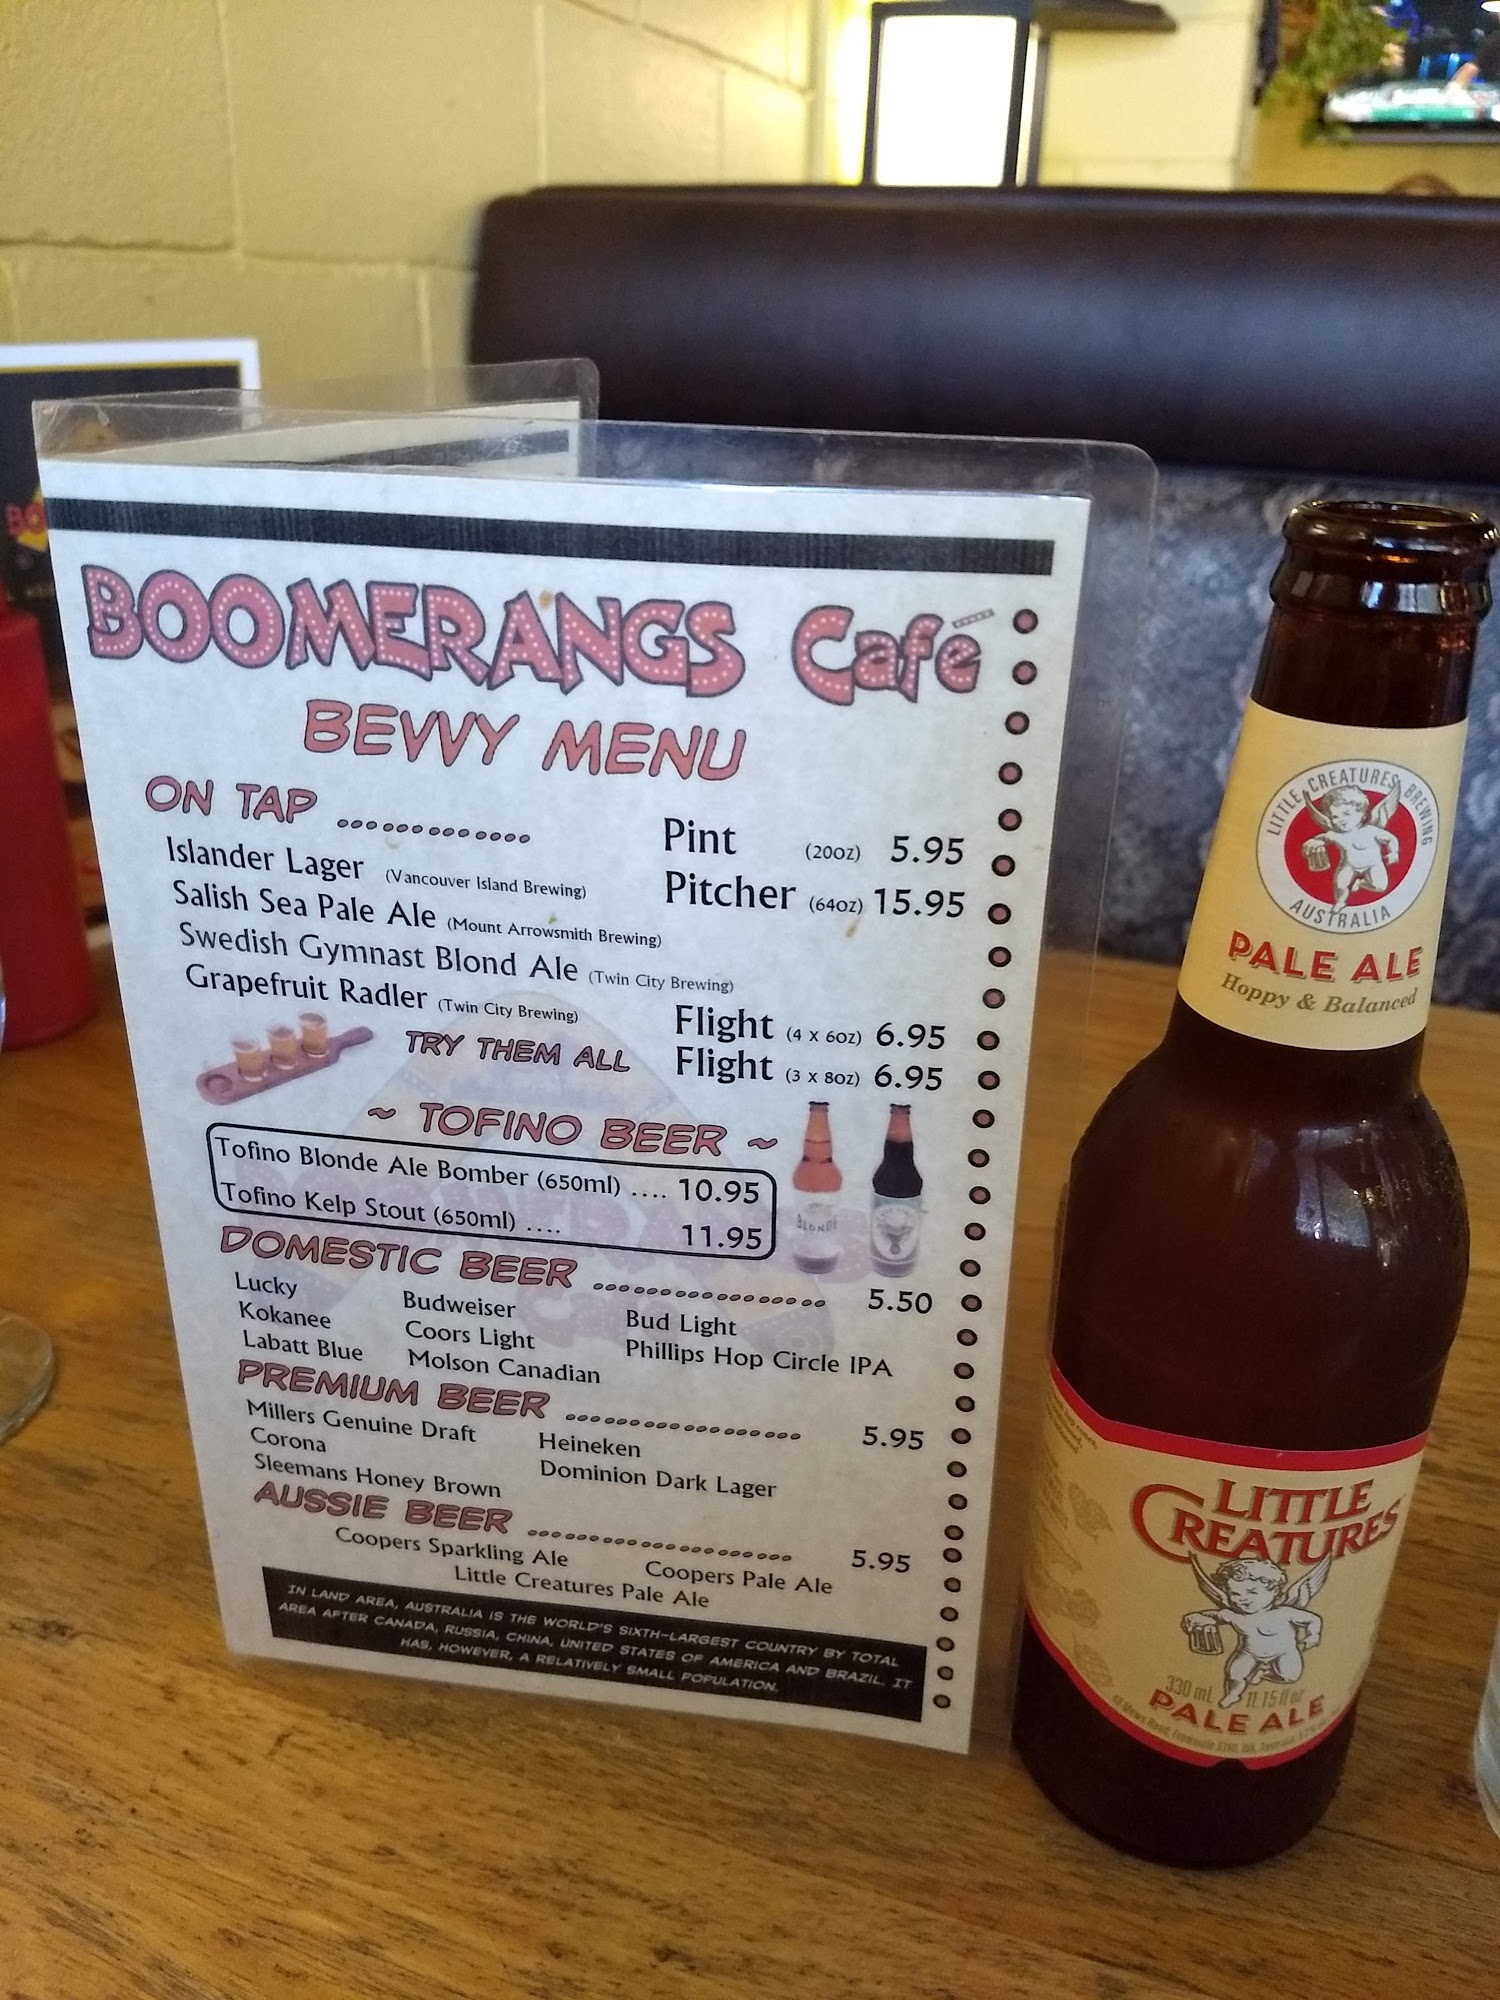 BOOMERANGS Café
BEVVY MENU
ON TAP .............
Islander Lager (Vancouver Island Brewing)
Salish Sea Pale Ale (Mount Arrowsmith Brewing)
Swedish Gymnast Blond Ale (Twin City Brewing)
Grapefruit Radler (Twin City Brewing)
Pint (20oz) 5.95
Pitcher (64oz) 15.95
TRY THEM ALL
Flight (4 x 6oz) 6.95
Flight (3 x 8oz) 6.95
~ TOFINO BEER ~
Tofino Blonde Ale Bomber (650ml) .... 10.95
Tofino Kelp Stout (650ml) .... 11.95
BLONDE
DOMESTIC BEER .................. 5.50
Lucky Budweiser Bud Light
Kokanee Coors Light Phillips Hop Circle IPA
Labatt Blue Molson Canadian
PREMIUM BEER .................. 5.95
Millers Genuine Draft Heineken
Corona Dominion Dark Lager
Sleemans Honey Brown
AUSSIE BEER .................... 5.95
Coopers Sparkling Ale Coopers Pale Ale
Little Creatures Pale Ale
IN LAND AREA, AUSTRALIA IS THE WORLD'S SIXTH-LARGEST COUNTRY BY TOTAL
AREA AFTER CANADA, RUSSIA, CHINA, UNITED STATES OF AMERICA AND BRAZIL. IT
HAS, HOWEVER, A RELATIVELY SMALL POPULATION.
LITTLE CREATURES BREWING
AUSTRALIA
PALE ALE
Hoppy & Balanced
LITTLE
CREATURES
330 mL 11.15 fl oz
PALE ALE